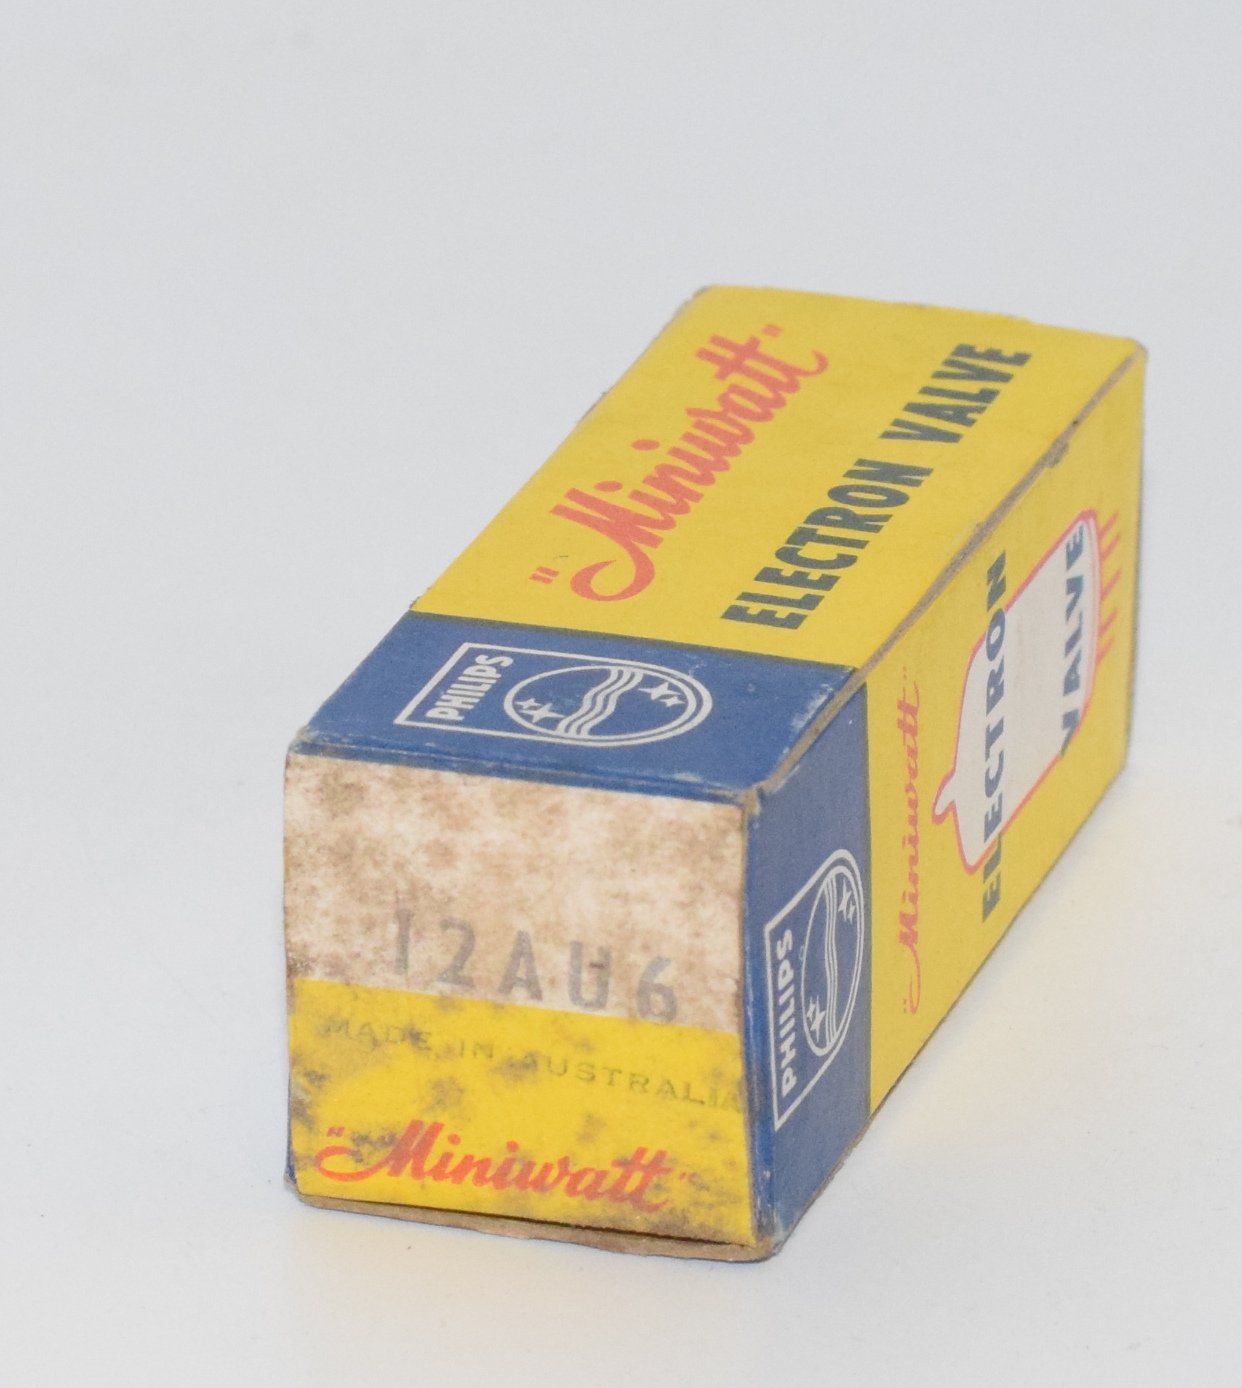 "Miniwatt"
ELECTRON VALVE
PHILIPS
12AU6
MADE IN AUSTRALIA
"Miniwatt"
PHILIPS
"Miniwatt"
ELECTRON
VALVE